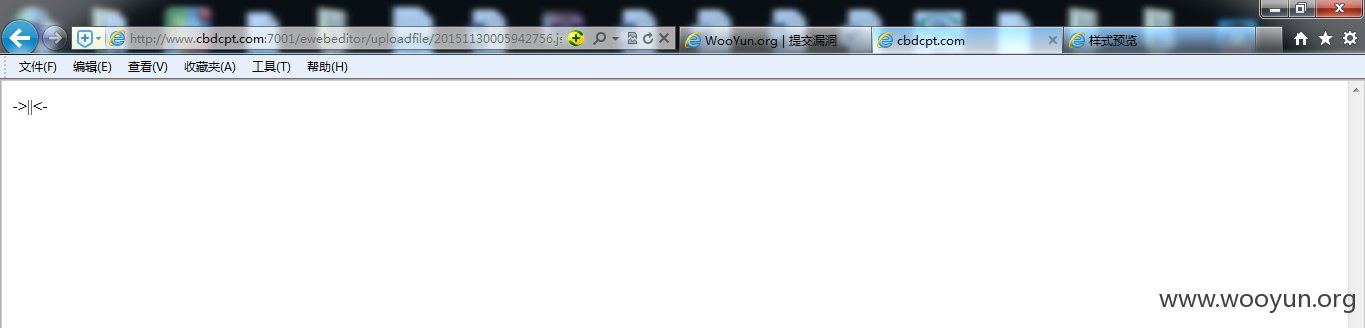 http://www.cbdcpt.com:7001/ewebeditor/uploadfile/20151130005942756.j
WooYun.org | 提交漏洞
cbdcpt.com
样式预览
文件(F) 编辑(E) 查看(V) 收藏夹(A) 工具(T) 帮助(H)
->||<-
www.wooyun.org